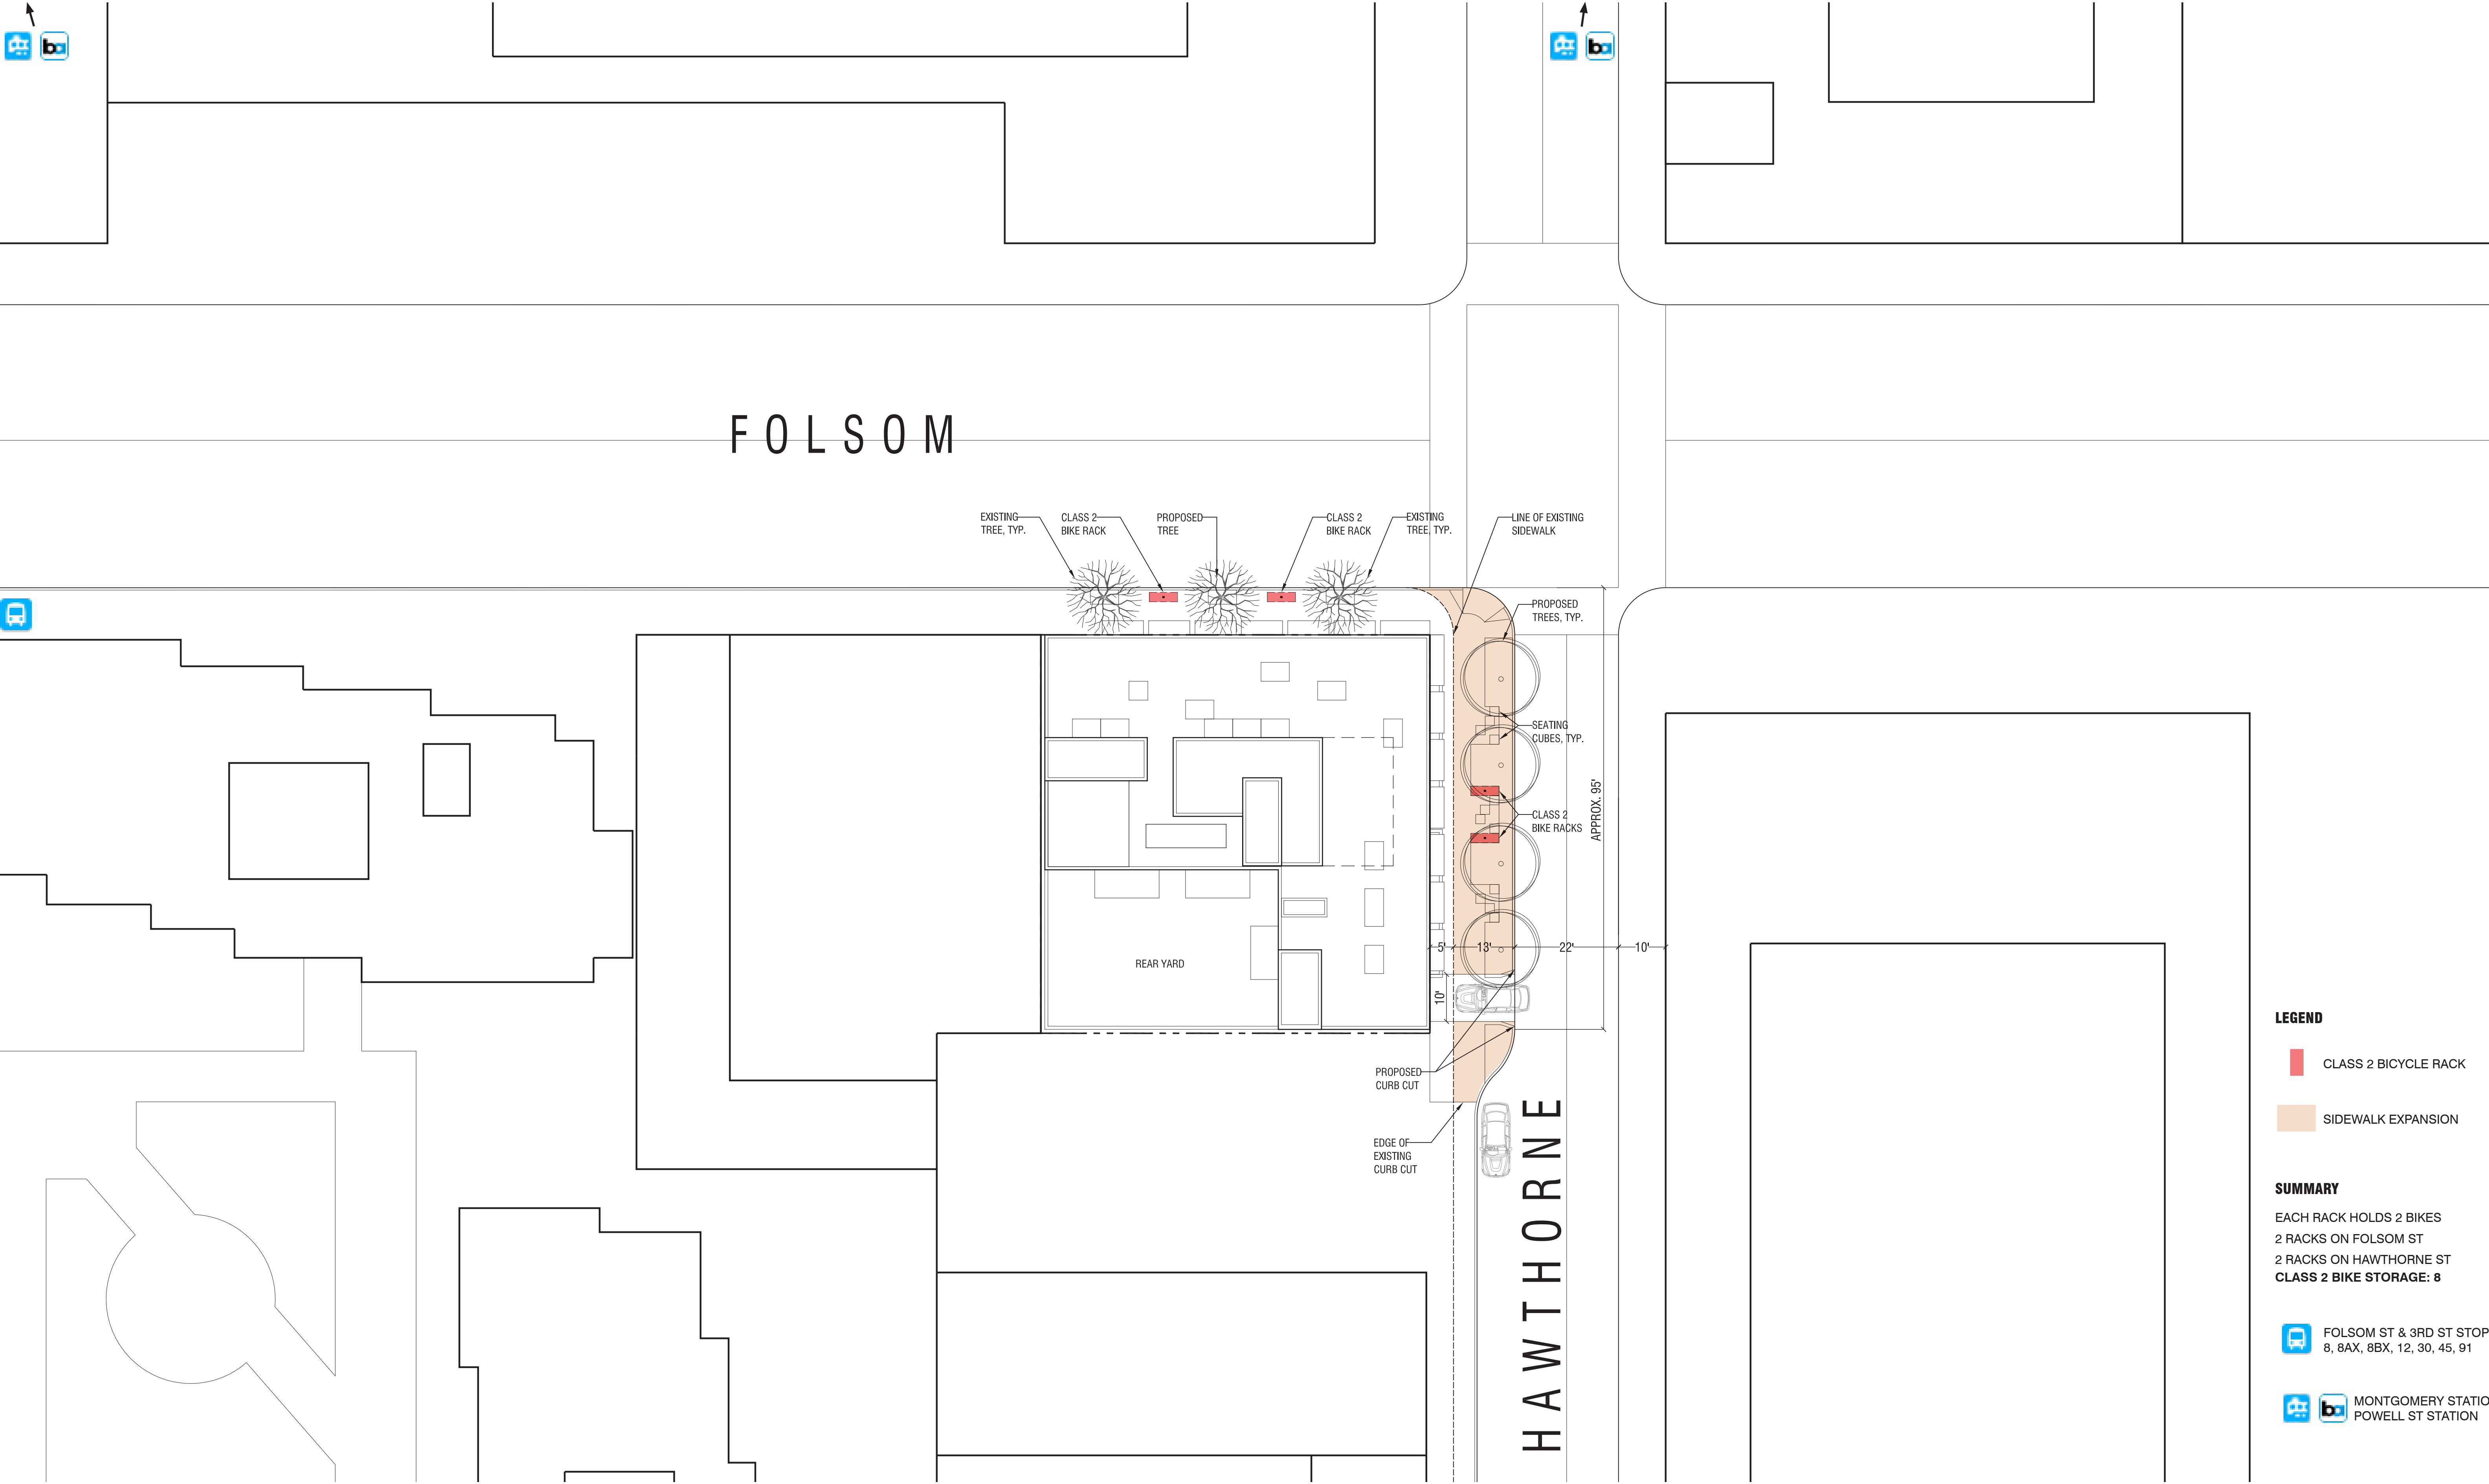 ba
ba
FOLSOM
EXISTING
TREE, TYP.
CLASS 2
BIKE RACK
PROPOSED
TREE
CLASS 2
BIKE RACK
EXISTING
TREE, TYP.
LINE OF EXISTING
SIDEWALK
PROPOSED
TREES, TYP.
SEATING
CUBES, TYP.
APPROX. 95'
CLASS 2
BIKE RACKS
5'
13'
22'
10'
REAR YARD
10'
PROPOSED
CURB CUT
EDGE OF
EXISTING
CURB CUT
HAWTHORNE
LEGEND
CLASS 2 BICYCLE RACK
SIDEWALK EXPANSION
SUMMARY
EACH RACK HOLDS 2 BIKES
2 RACKS ON FOLSOM ST
2 RACKS ON HAWTHORNE ST
CLASS 2 BIKE STORAGE: 8
FOLSOM ST & 3RD ST STOP
8, 8AX, 8BX, 12, 30, 45, 91
ba
MONTGOMERY STATIO
POWELL ST STATION